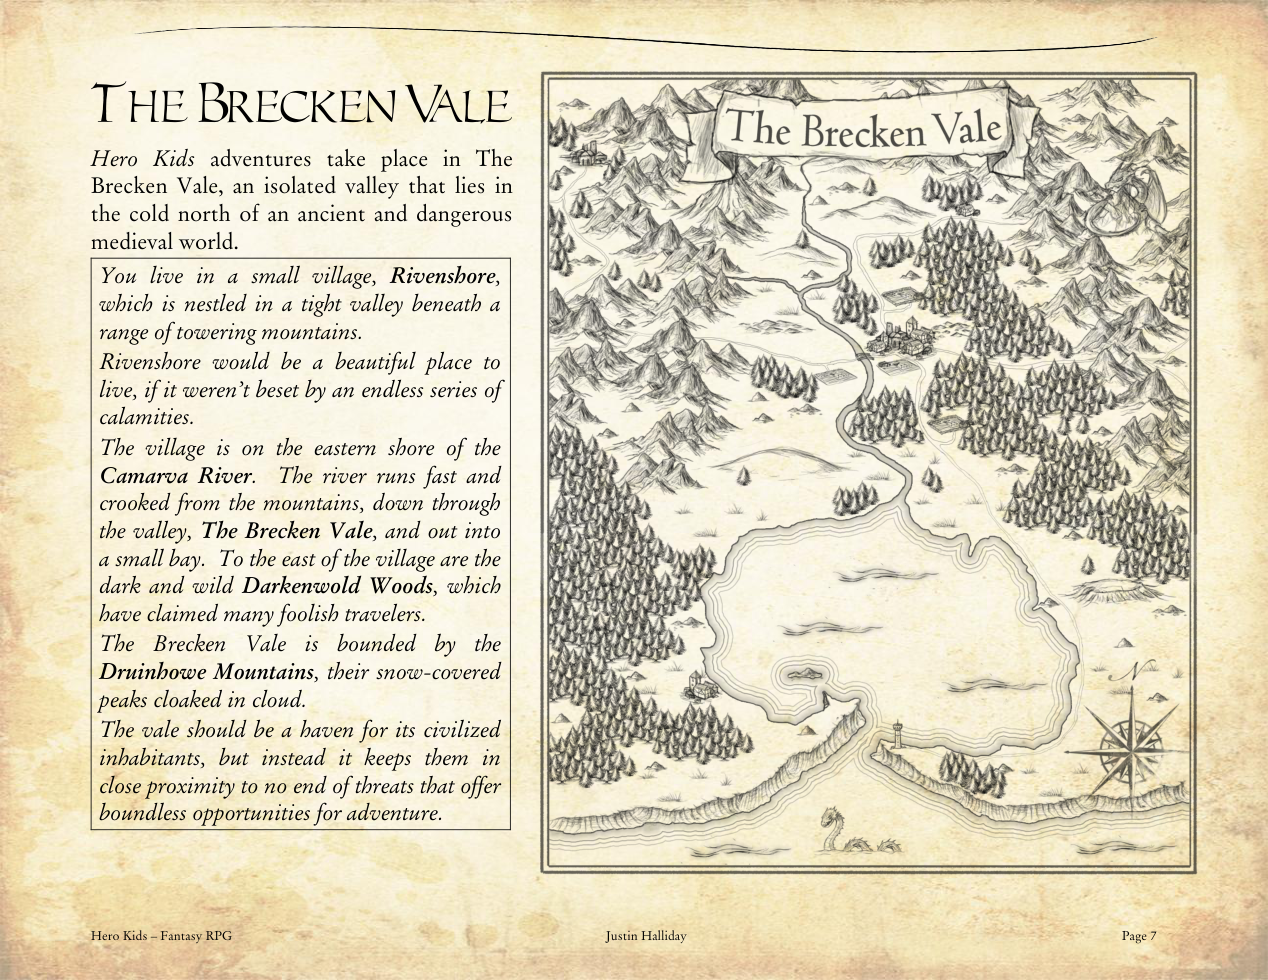 THE BRECKEN VALE
Hero Kids adventures take place in The
Brecken Vale, an isolated valley that lies in
the cold north of an ancient and dangerous
medieval world.
You live in a small village, Rivenshore,
which is nestled in a tight valley beneath a
range of towering mountains.
Rivenshore would be a beautiful place to
live, if it weren't beset by an endless series of
calamities.
The village is on the eastern shore of the
Camarva River. The river runs fast and
crooked from the mountains, down through
the valley, The Brecken Vale, and out into
a small bay. To the east of the village are the
dark and wild Darkenwold Woods, which
have claimed many foolish travelers.
The Brecken Vale is bounded by the
Druinhowe Mountains, their snow-covered
peaks cloaked in cloud.
The vale should be a haven for its civilized
inhabitants, but instead it keeps them in
close proximity to no end of threats that offer
boundless opportunities for adventure.
The Brecken Vale
N
Hero Kids – Fantasy RPG
Justin Halliday
Page 7